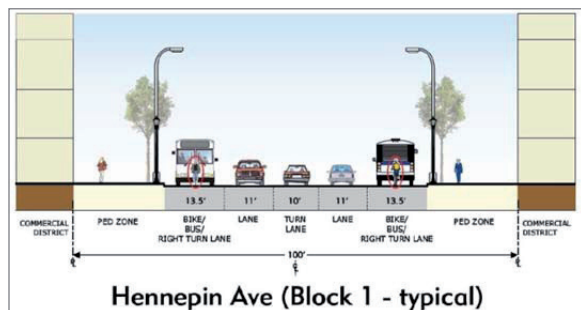 13.5' 11' 10' 11' 13.5'
COMMERCIAL DISTRICT PED ZONE BIKE/ BUS/ RIGHT TURN LANE LANE TURN LANE LANE BIKE/ BUS/ RIGHT TURN LANE PED ZONE COMMERCIAL DISTRICT
100'
℄ ℄ ℄
Hennepin Ave (Block 1 - typical)